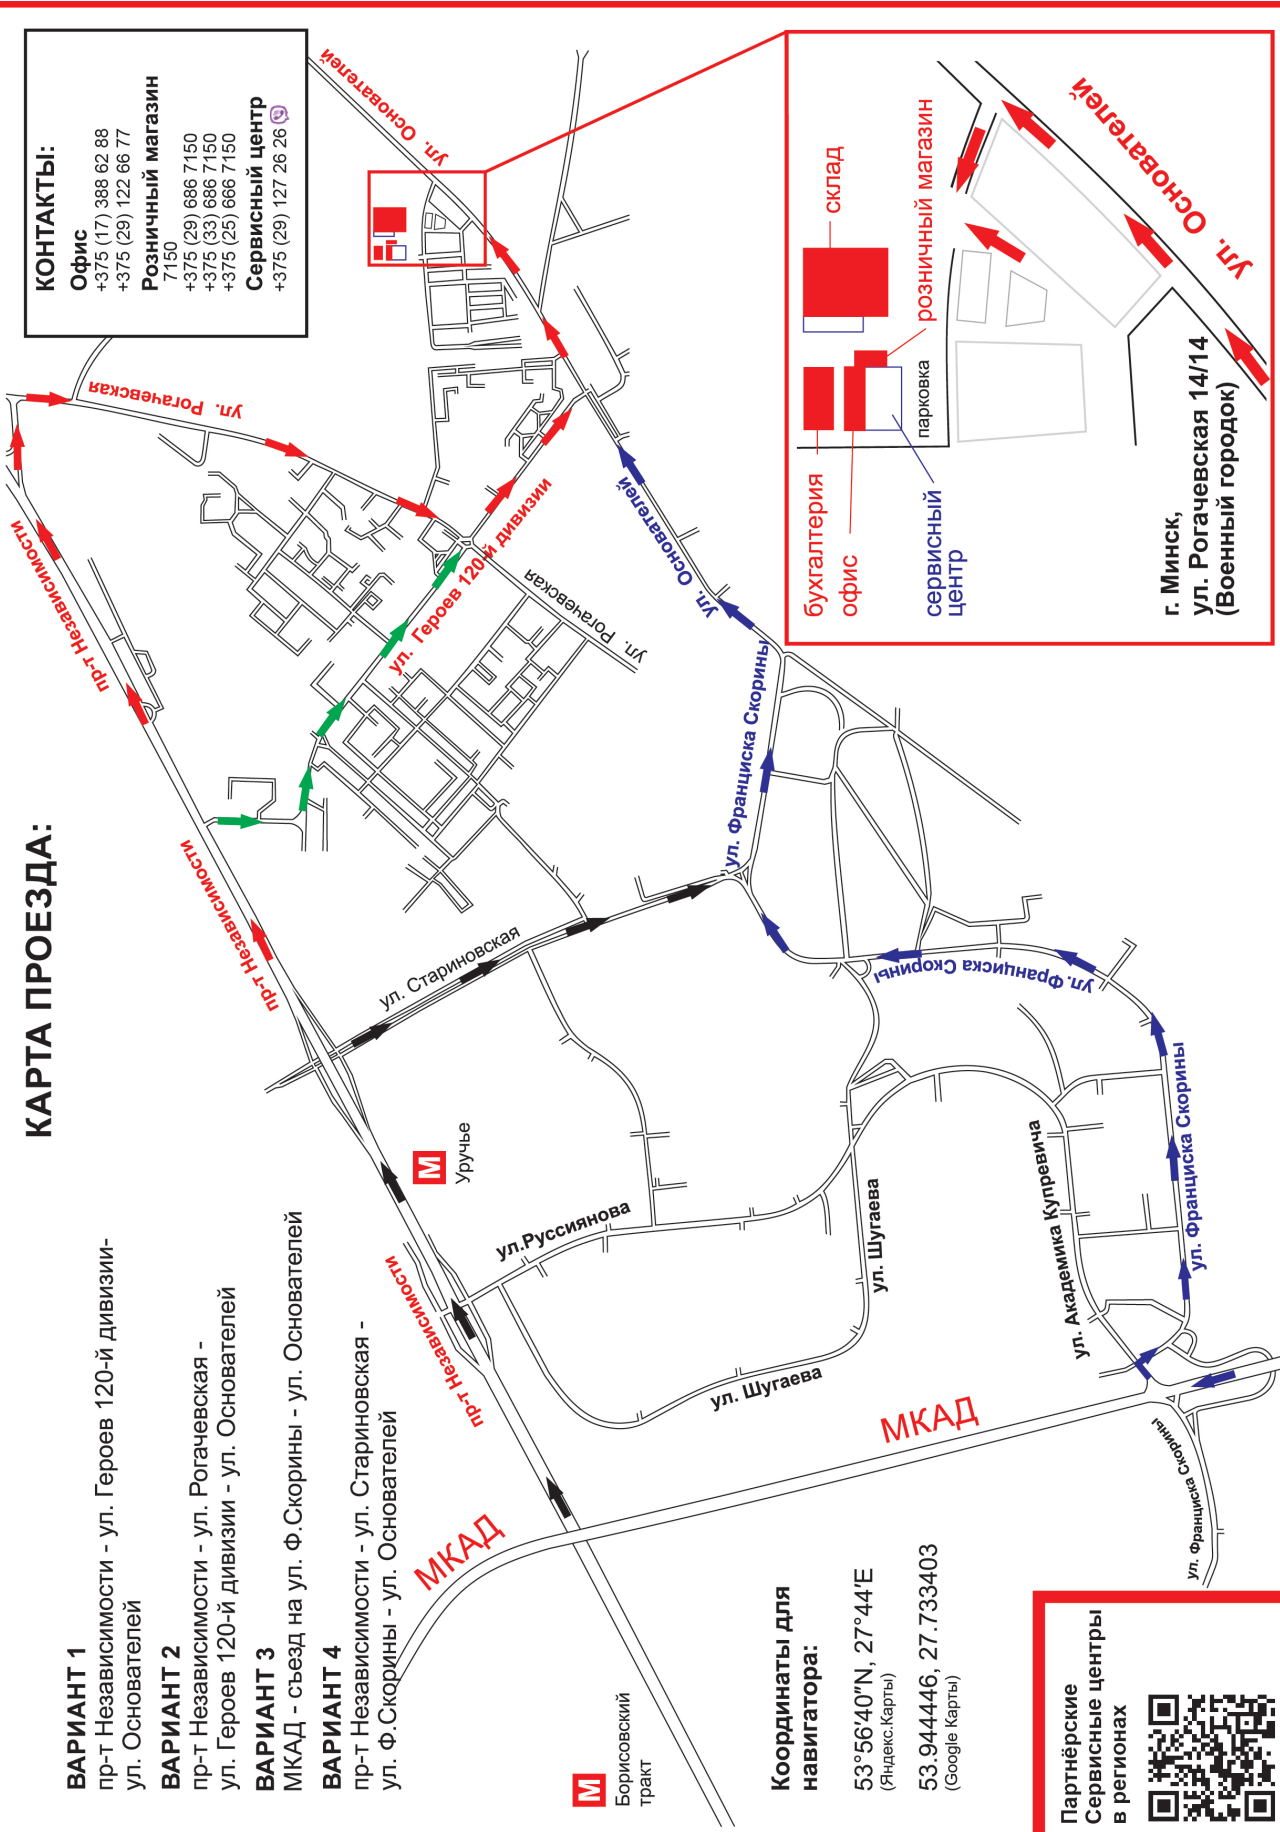 КАРТА ПРОЕЗДА:
ВАРИАНТ 1
пр-т Независимости - ул. Героев 120-й дивизии-
ул. Основателей
ВАРИАНТ 2
пр-т Независимости - ул. Рогачевская -
ул. Героев 120-й дивизии - ул. Основателей
ВАРИАНТ 3
МКАД - съезд на ул. Ф.Скорины - ул. Основателей
ВАРИАНТ 4
пр-т Независимости - ул. Стариновская -
ул. Ф.Скорины - ул. Основателей
КОНТАКТЫ:
Офис
+375 (17) 388 62 88
+375 (29) 122 66 77
Розничный магазин
7150
+375 (29) 686 7150
+375 (33) 686 7150
+375 (25) 686 7150
Сервисный центр
+375 (29) 127 26 26
пр-т Независимости
пр-т Независимости
пр-т Независимости
пр-т Независимости
ул. Рогачевская
ул. Основателей
ул. Героев 120-й дивизии
ул. Рогачевская
ул. Стариновская
М
Уручье
ул.Руссиянова
ул. Основателей
ул. Франциска Скорины
ул. Франциска Скорины
ул. Шугаева
ул. Шугаева
ул. Академика Купревича
ул. Франциска Скорины
ул. Франциска Скорины
МКАД
МКАД
М
Борисовский
тракт
Координаты для
навигатора:
53°56'40"N, 27°44'E
(Яндекс.Карты)
53.944446, 27.733403
(Google Карты)
Партнёрские
Сервисные центры
в регионах
бухгалтерия
офис
сервисный
центр
склад
розничный магазин
парковка
ул. Основателей
г. Минск,
ул. Рогачевская 14/14
(Военный городок)